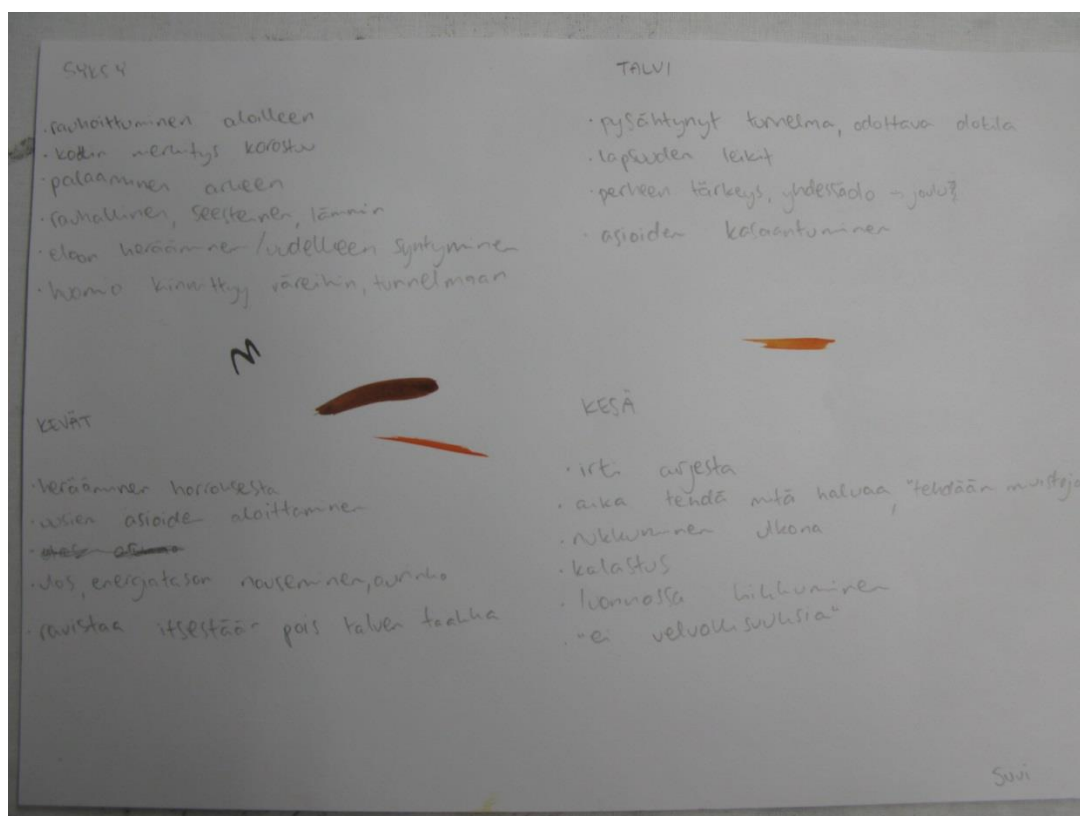 SYKSY
· rauhoittuminen aloilleen
· kodin merkitys korostuu
· palaaminen arkeen
· rauhallinen, seesteinen, lämmin
· eloon herääminen / uudelleen syntyminen
· huomio kiinnittyy väreihin, tunnelmaan
TALVI
· pysähtynyt tunnelma, odottava olotila
· lapsuuden leikit
· perheen tärkeys, yhdessäolo - joulu?
· asioiden kasaantuminen
KEVÄT
· herääminen horroksesta
· uusien asioiden aloittaminen
· ulos, energiatason nouseminen, aurinko
· ravistaa itsestään pois talven taakka
KESÄ
· irti arjesta
· aika tehdä mitä haluaa, "tehdään muistoja
· nukkuminen ulkona
· kalastus
· luonnossa liikkuminen
· "ei velvollisuuksia"
Suvi